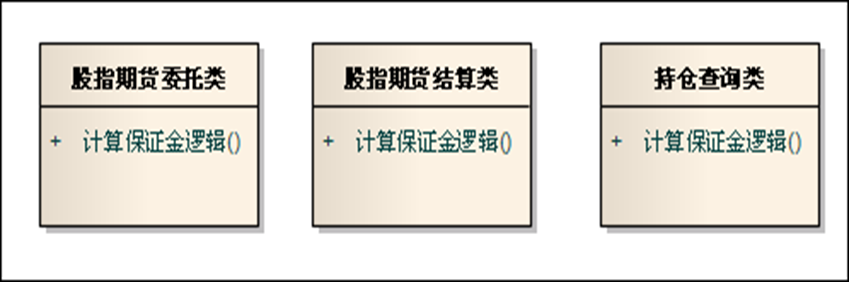 股指期货委托类
+ 计算保证金逻辑()
股指期货结算类
+ 计算保证金逻辑()
持仓查询类
+ 计算保证金逻辑()